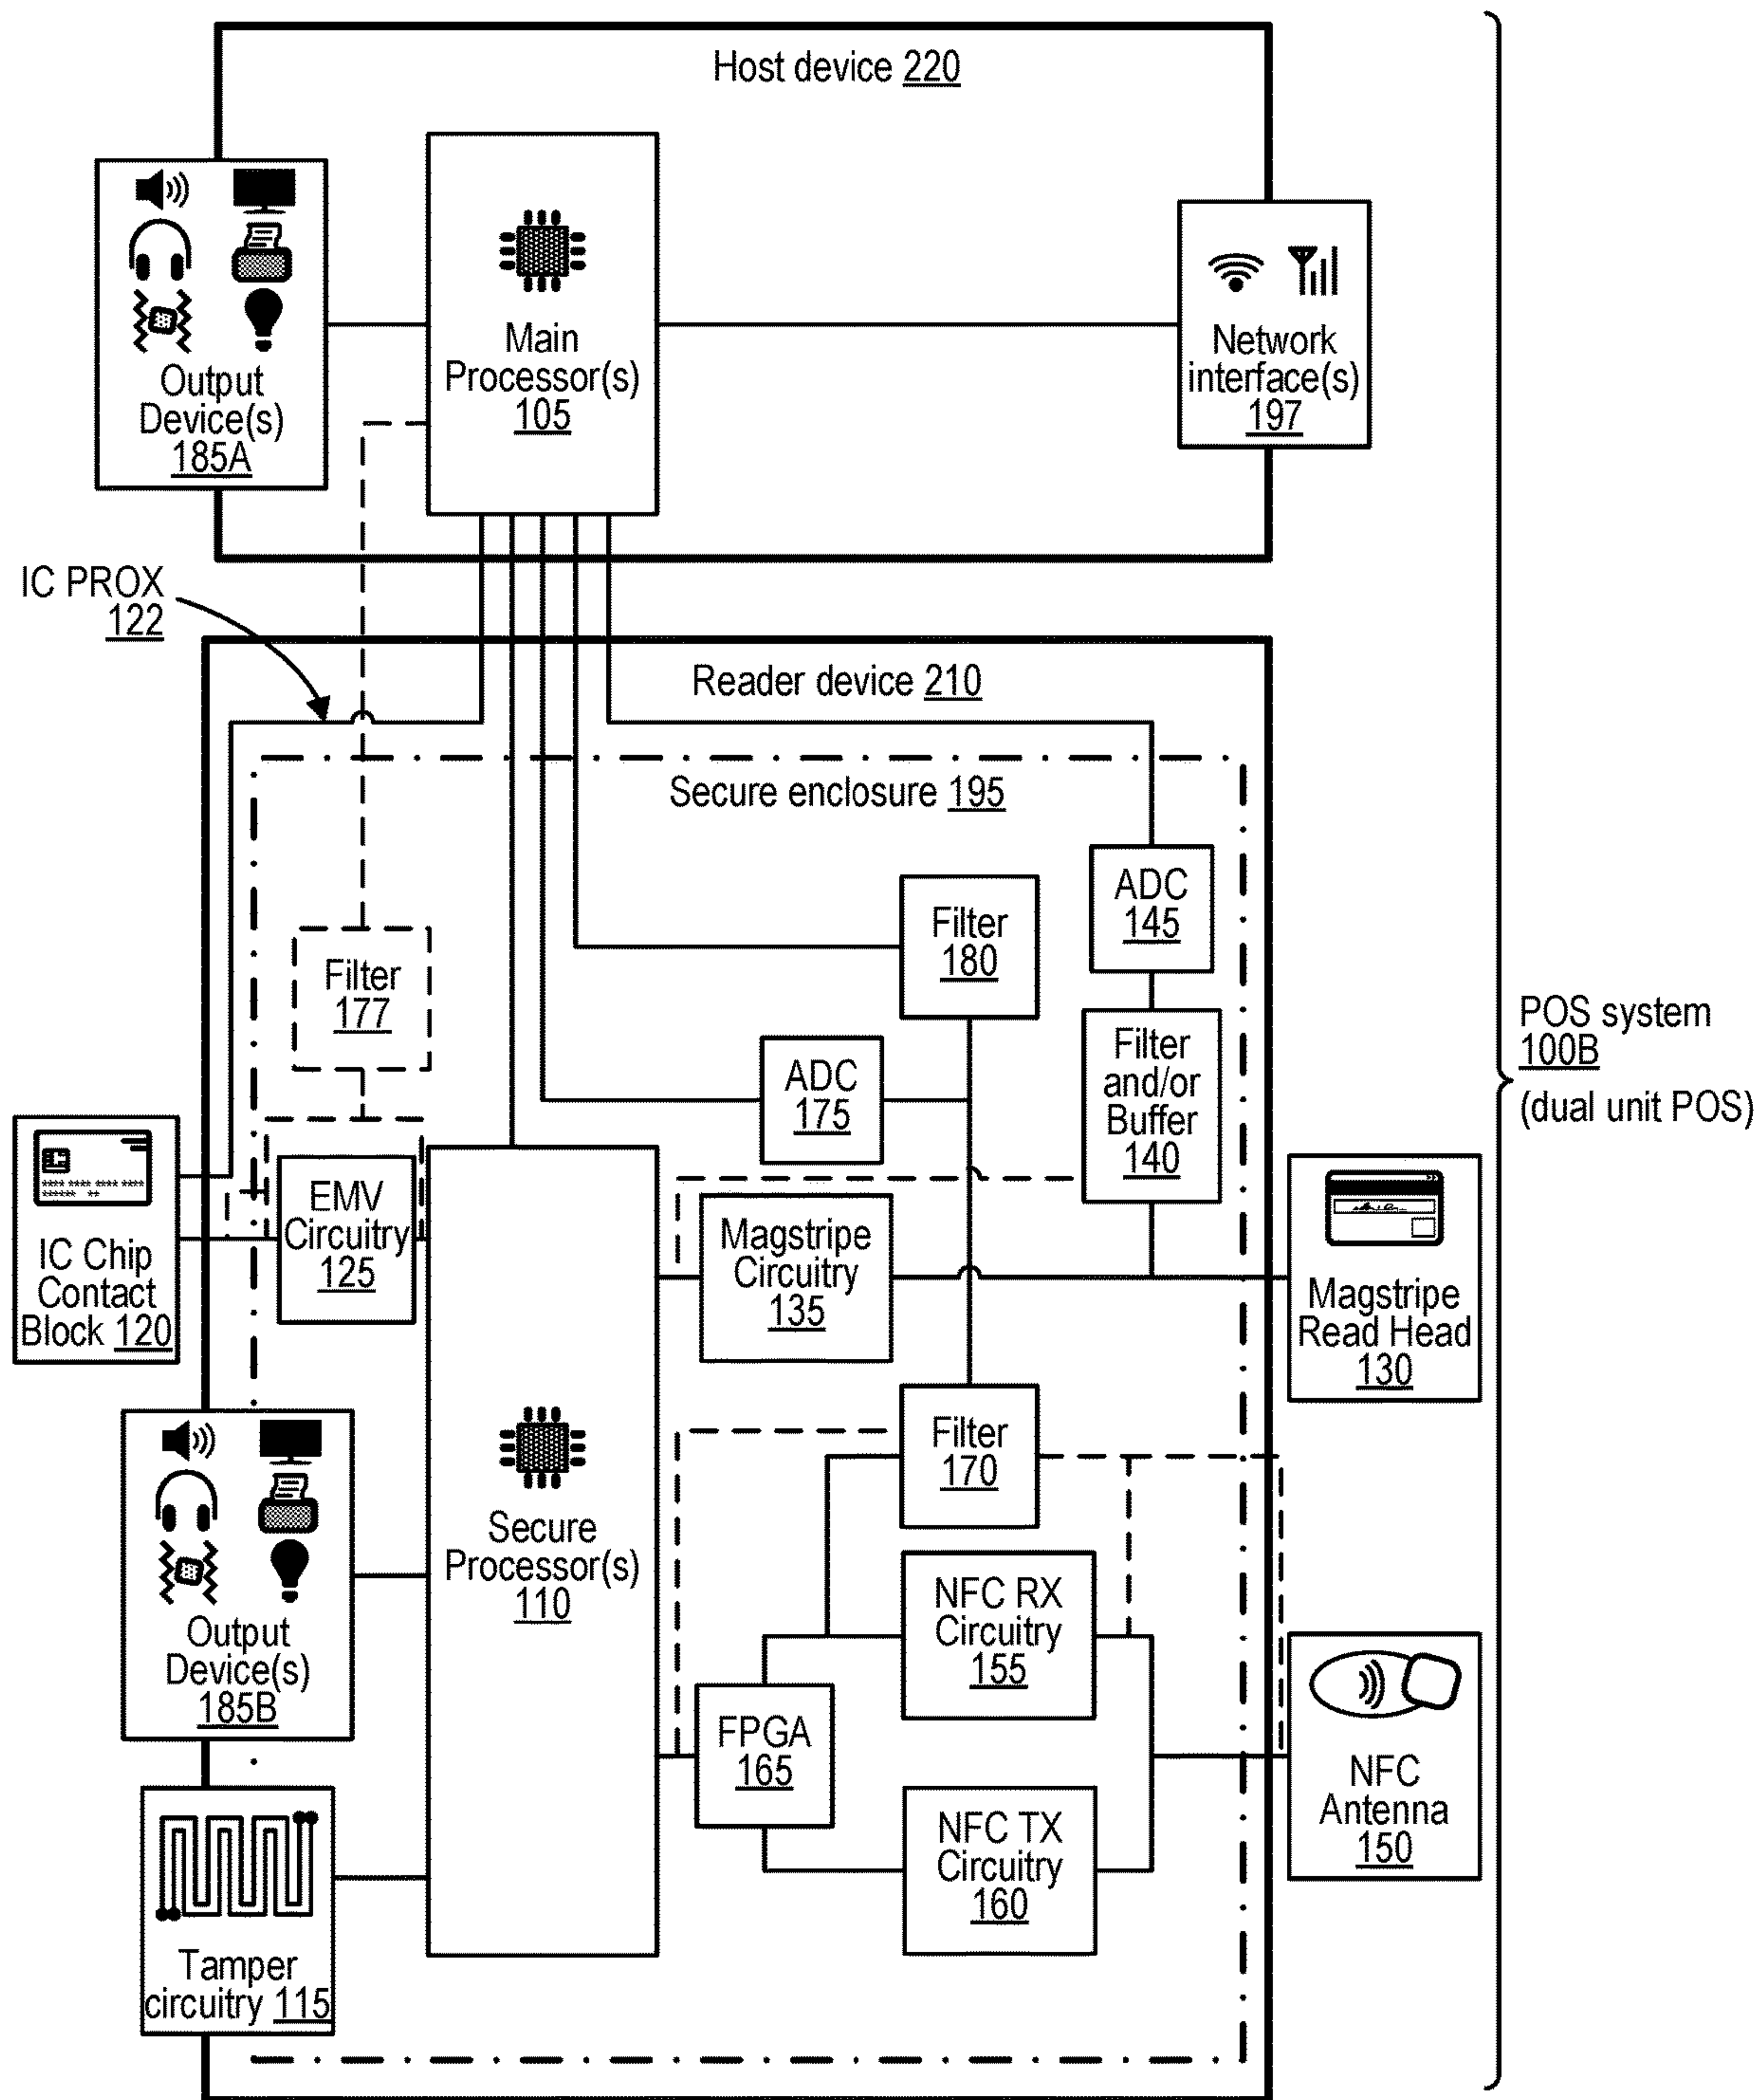 Host device 220
Main
Processor(s)
105
Output
Device(s)
185A
Network
interface(s)
197
IC PROX
122
Reader device 210
Secure enclosure 195
ADC
145
Filter
180
Filter
177
Filter
and/or
Buffer
140
ADC
175
POS system
100B
(dual unit POS)
IC Chip
Contact
Block 120
EMV
Circuitry
125
Magstripe
Circuitry
135
Magstripe
Read Head
130
Filter
170
Secure
Processor(s)
110
Output
Device(s)
185B
NFC RX
Circuitry
155
FPGA
165
NFC TX
Circuitry
160
NFC
Antenna
150
Tamper
circuitry 115